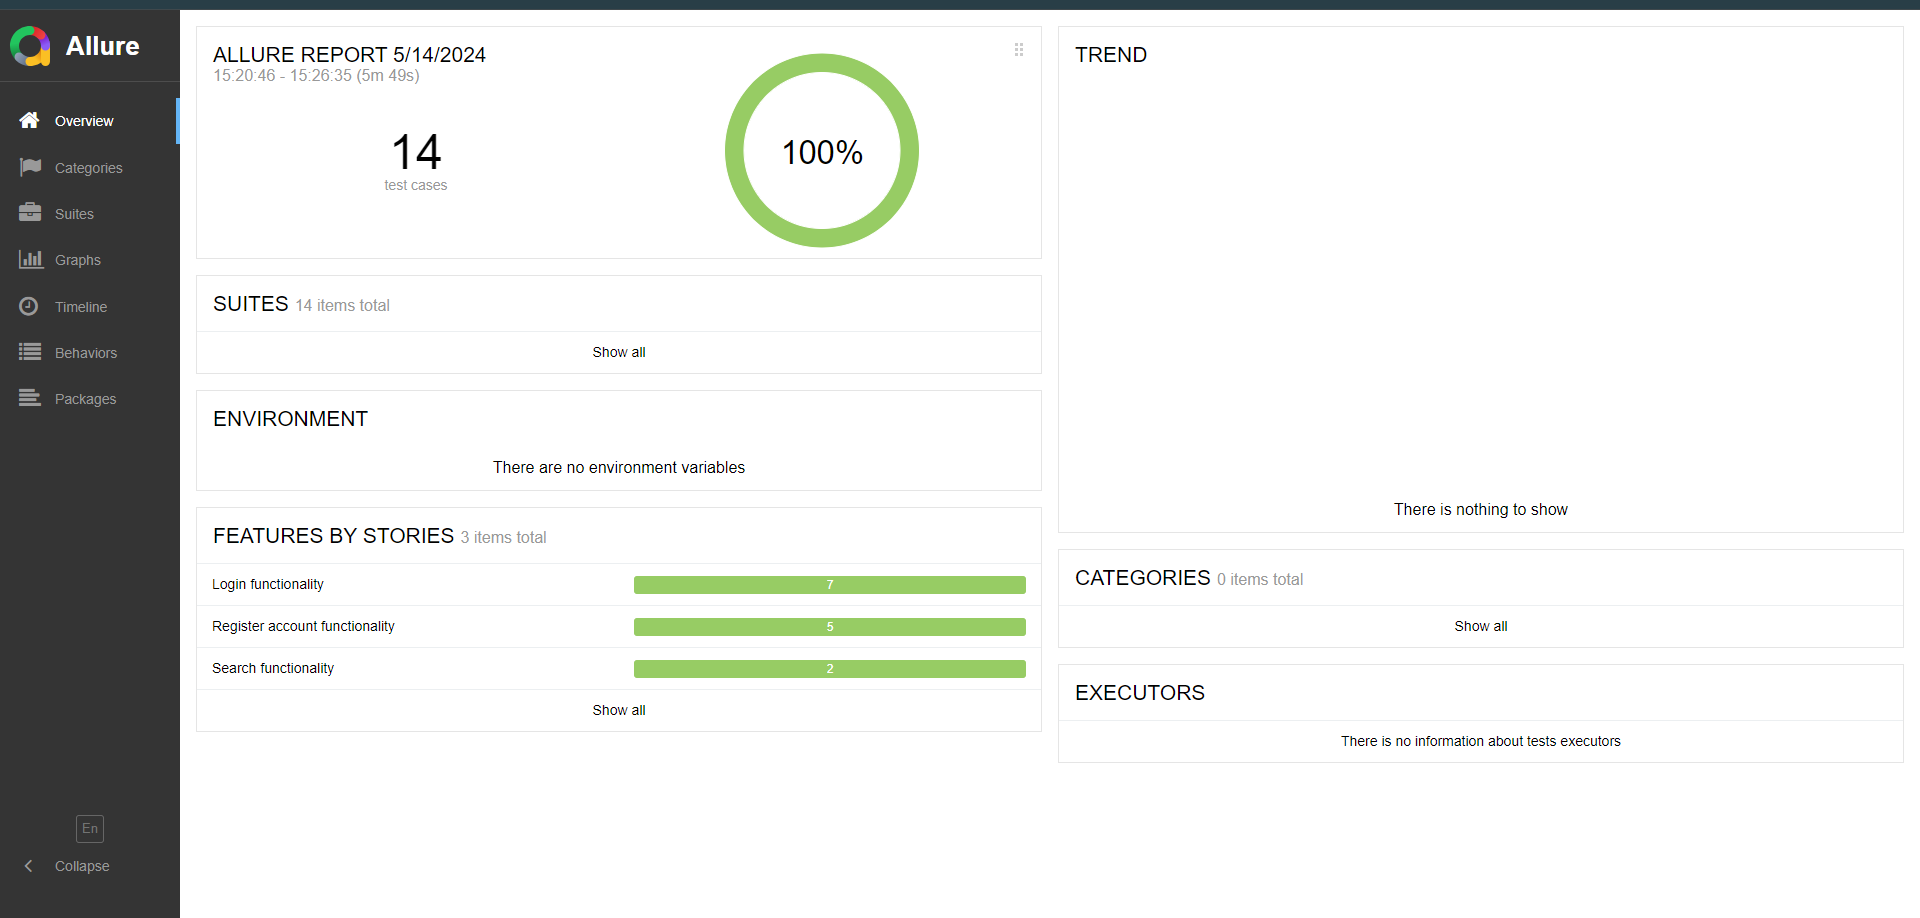 Allure
Overview
Categories
Suites
Graphs
Timeline
Behaviors
Packages
En
Collapse
ALLURE REPORT 5/14/2024
15:20:46 - 15:26:35 (5m 49s)
14
test cases
100%
SUITES 14 items total
Show all
ENVIRONMENT
There are no environment variables
FEATURES BY STORIES 3 items total
Login functionality 7
Register account functionality 5
Search functionality 2
Show all
TREND
There is nothing to show
CATEGORIES 0 items total
Show all
EXECUTORS
There is no information about tests executors